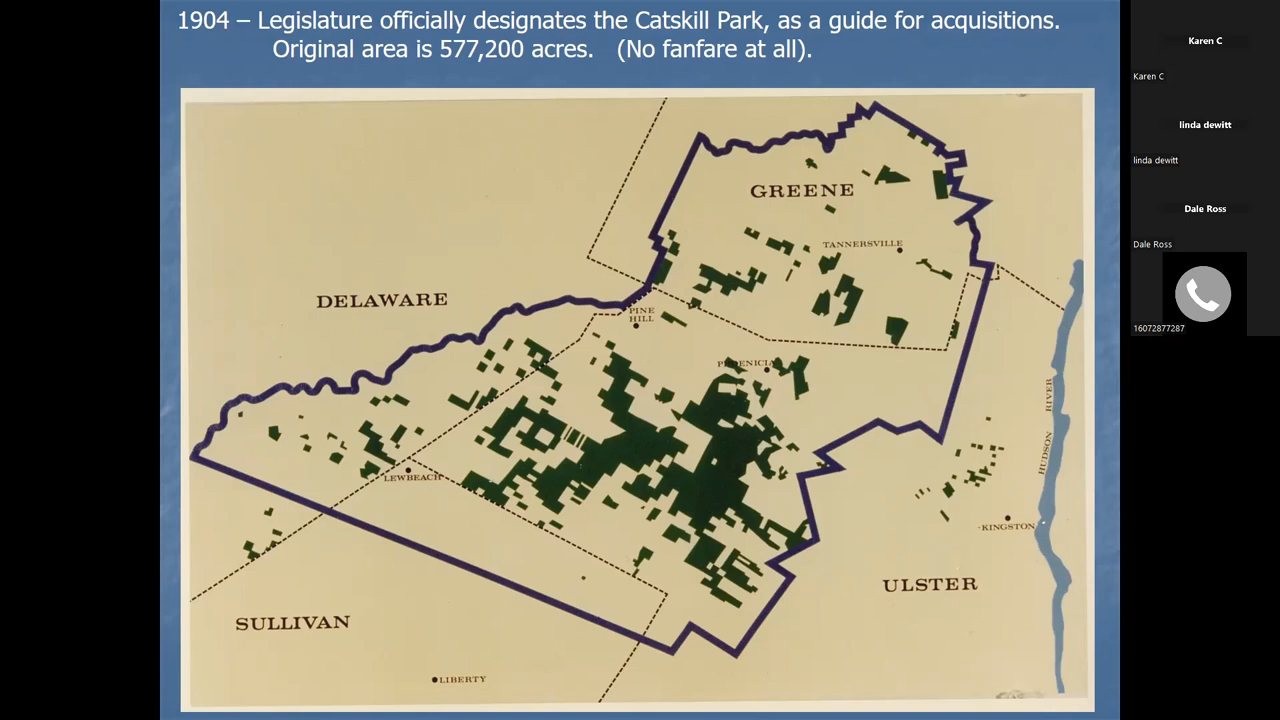 1904 – Legislature officially designates the Catskill Park, as a guide for acquisitions.
Original area is 577,200 acres.   (No fanfare at all).
GREENE
TANNERSVILLE
DELAWARE
PINE
HILL
PHOENICIA
LEWBEACH
HUDSON RIVER
KINGSTON
ULSTER
SULLIVAN
LIBERTY
Karen C
Karen C
linda dewitt
linda dewitt
Dale Ross
Dale Ross
16072877287